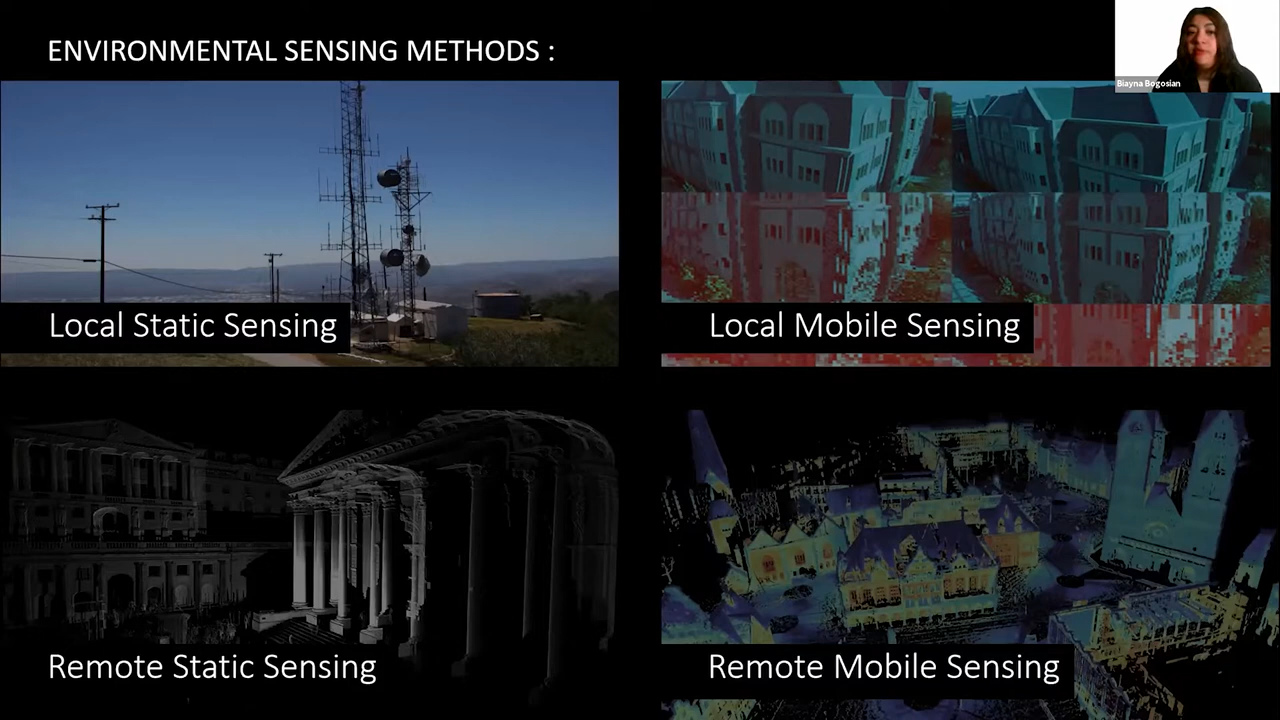 ENVIRONMENTAL SENSING METHODS :
Biayna Bogosian
Local Static Sensing
Local Mobile Sensing
Remote Static Sensing
Remote Mobile Sensing